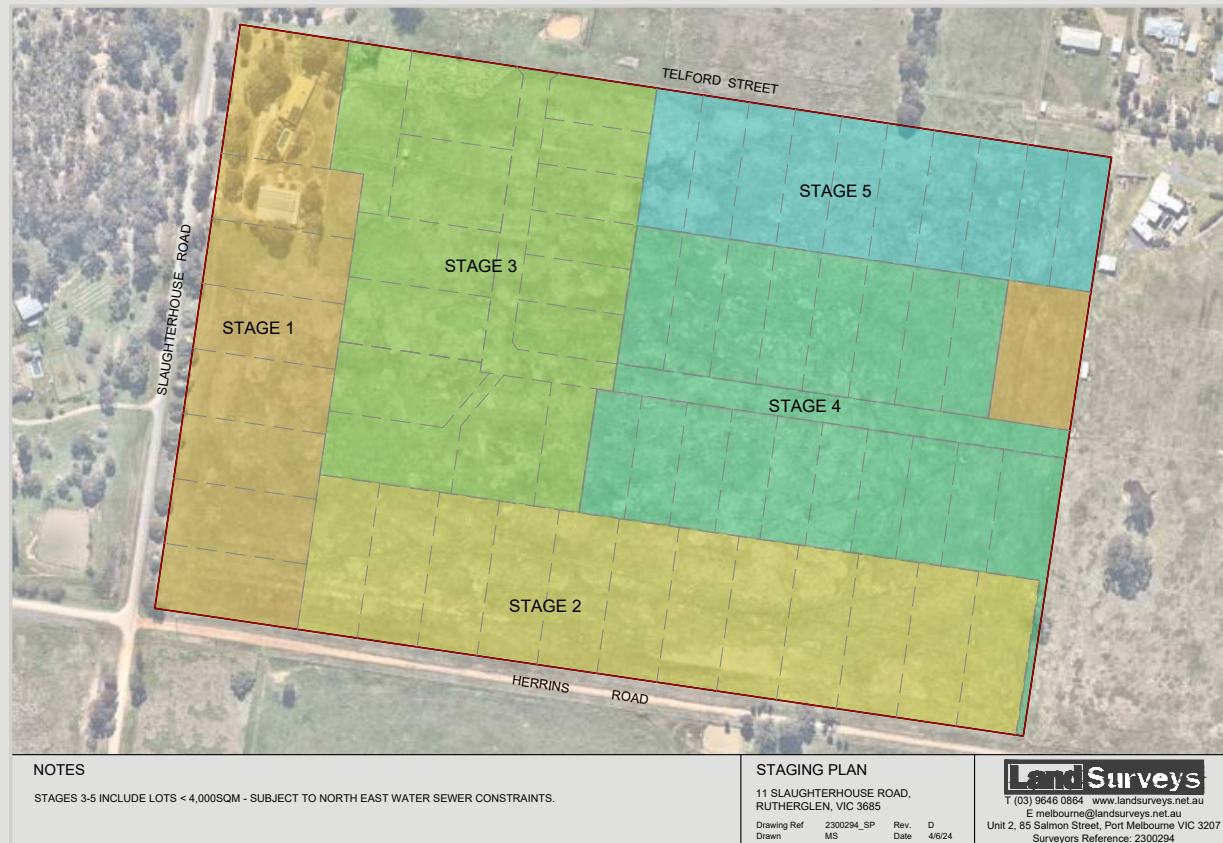 TELFORD STREET
STAGE 5
SLAUGHTERHOUSE ROAD
STAGE 3
STAGE 1
STAGE 4
STAGE 2
HERRINS ROAD
NOTES
STAGES 3-5 INCLUDE LOTS < 4,000SQM - SUBJECT TO NORTH EAST WATER SEWER CONSTRAINTS.
STAGING PLAN
11 SLAUGHTERHOUSE ROAD,
RUTHERGLEN, VIC 3685
Drawing Ref 2300294_SP Rev. D
Drawn MS Date 4/6/24
LandSurveys
T (03) 9646 0864 www.landsurveys.net.au
E melbourne@landsurveys.net.au
Unit 2, 85 Salmon Street, Port Melbourne VIC 3207
Surveyors Reference: 2300294